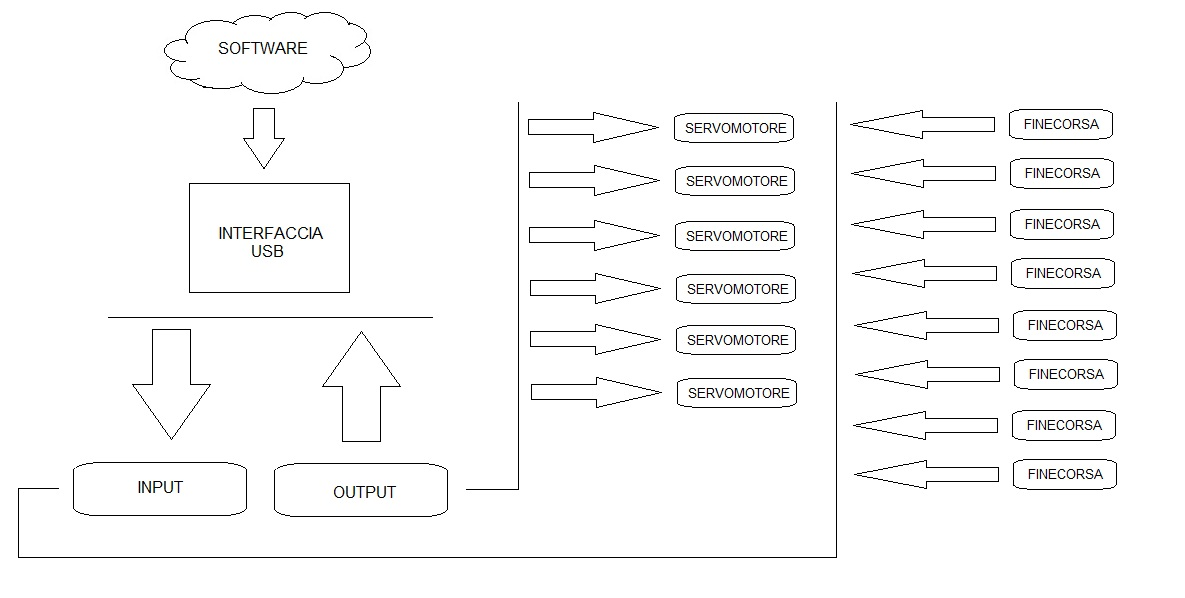 SOFTWARE
INTERFACCIA
USB
INPUT
OUTPUT
SERVOMOTORE
SERVOMOTORE
SERVOMOTORE
SERVOMOTORE
SERVOMOTORE
SERVOMOTORE
FINECORSA
FINECORSA
FINECORSA
FINECORSA
FINECORSA
FINECORSA
FINECORSA
FINECORSA